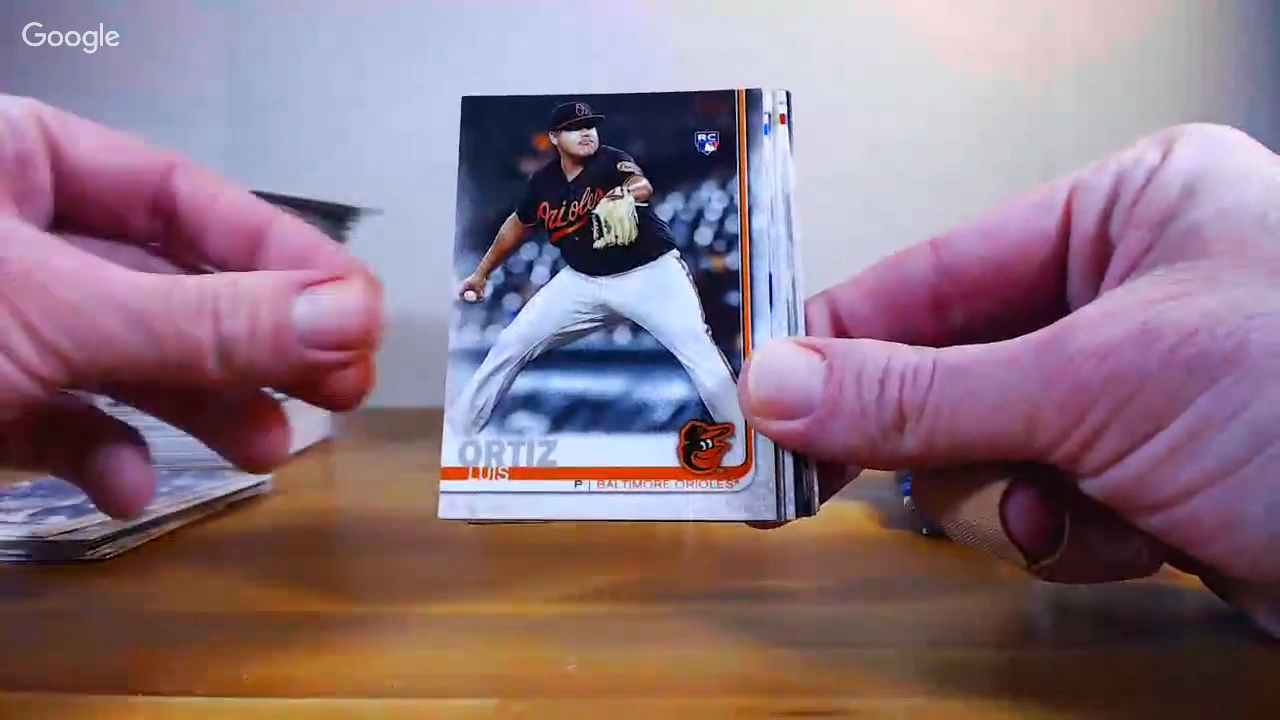 Google
RC
Orioles
ORTIZ
LUIS
P | BALTIMORE ORIOLES